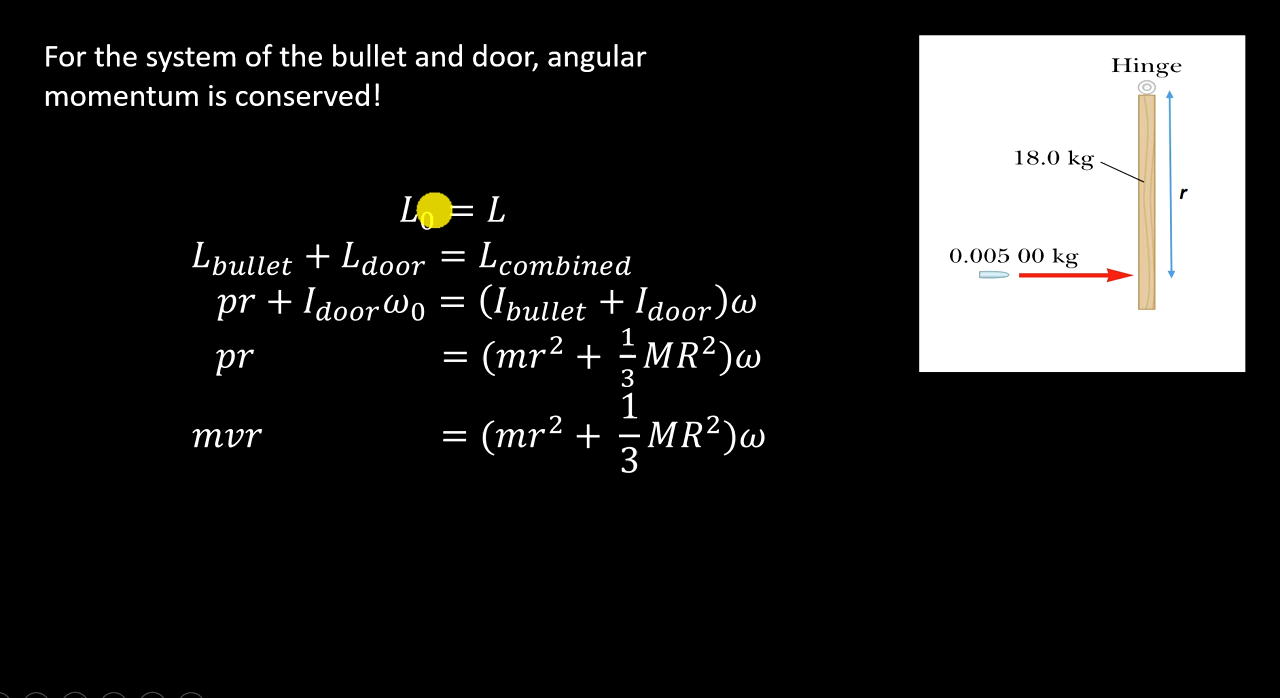 For the system of the bullet and door, angular
momentum is conserved!
L₀ = L
L_bullet + L_door = L_combined
pr + I_door ω₀ = (I_bullet + I_door)ω
pr = (mr² + 1/3 MR²)ω
mvr = (mr² + 1/3 MR²)ω
Hinge
18.0 kg
r
0.005 00 kg